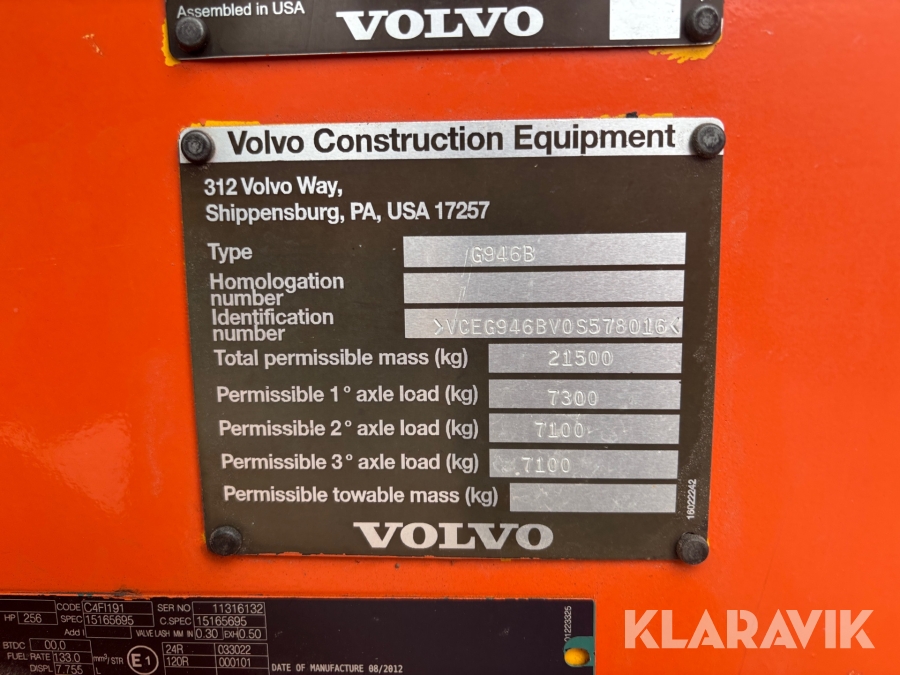 Assembled in USA
VOLVO
Volvo Construction Equipment
312 Volvo Way,
Shippensburg, PA, USA 17257
Type G946B
Homologation number
Identification number >VCEG946BV0S578016<
Total permissible mass (kg) 21500
Permissible 1° axle load (kg) 7300
Permissible 2° axle load (kg) 7100
Permissible 3° axle load (kg) 7100
Permissible towable mass (kg)
16022242
VOLVO
CODE C4FI191 SER NO 11316132
HP 256 SPEC 15165695 C.SPEC 15165695
Add I VALVE LASH MM IN 0.30 EXH 0.50
BTDC 00,0 24R 033022
FUEL RATE 133.0 mm³/STR E1 120R 000101
DISPL 7.755 L DATE OF MANUFACTURE 08/2012
01223325
KLARAVIK